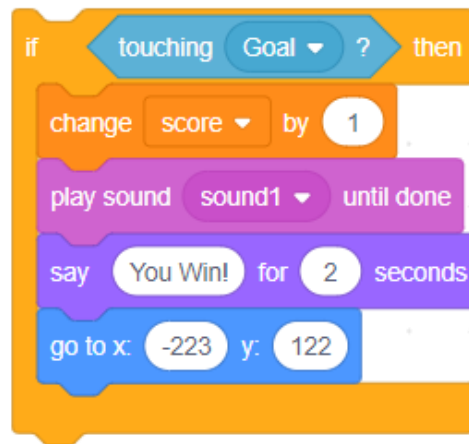 if touching Goal ? then
change score by 1
play sound sound1 until done
say You Win! for 2 seconds
go to x: -223 y: 122